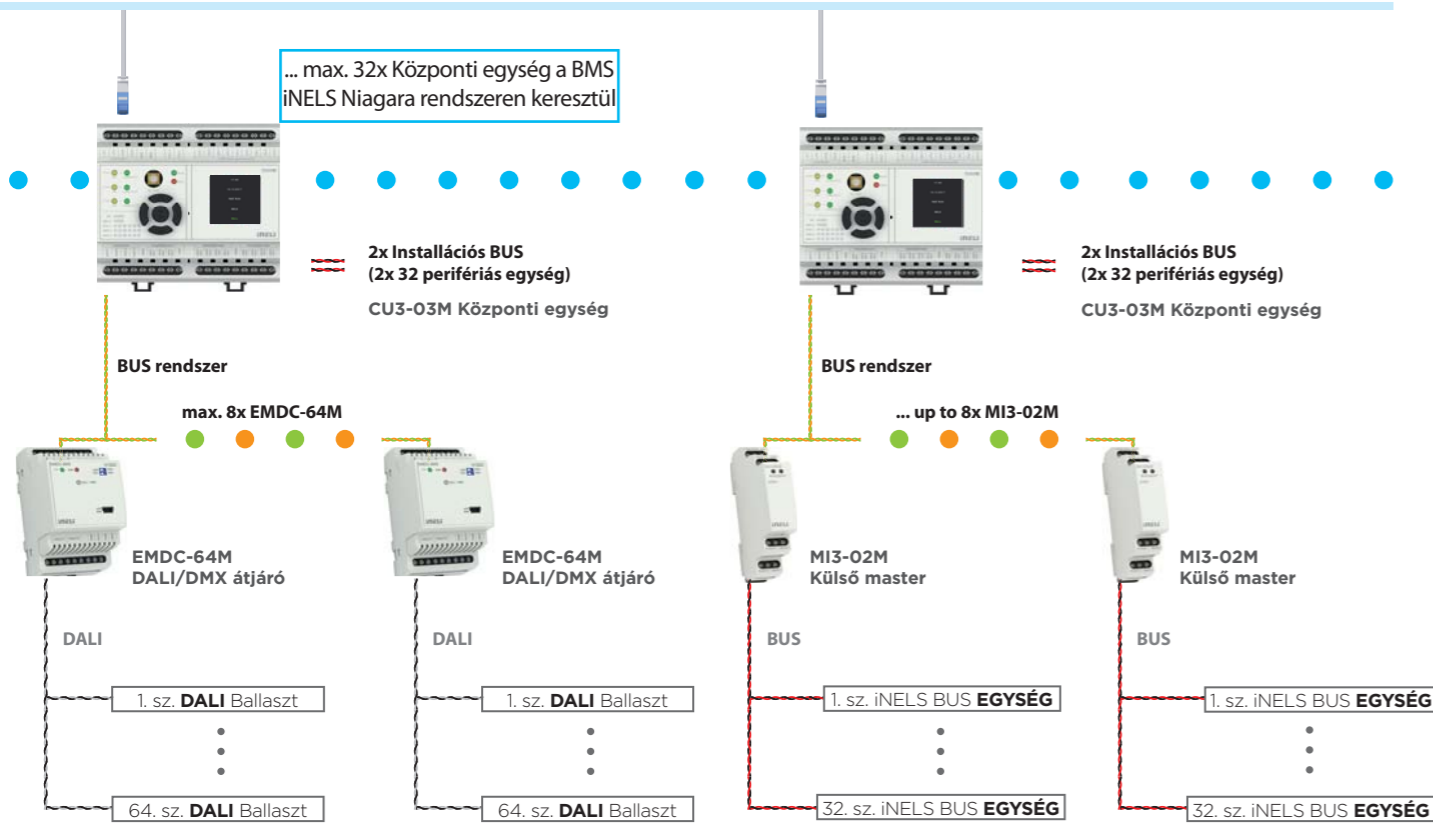 ... max. 32x Központi egység a BMS
iNELS Niagara rendszeren keresztül
2x Installációs BUS
(2x 32 perifériás egység)
CU3-03M Központi egység
2x Installációs BUS
(2x 32 perifériás egység)
CU3-03M Központi egység
BUS rendszer
BUS rendszer
max. 8x EMDC-64M
... up to 8x MI3-02M
EMDC-64M
DALI/DMX átjáró
EMDC-64M
DALI/DMX átjáró
MI3-02M
Külső master
MI3-02M
Külső master
DALI
DALI
BUS
BUS
1. sz. DALI Ballaszt
1. sz. DALI Ballaszt
1. sz. iNELS BUS EGYSÉG
1. sz. iNELS BUS EGYSÉG
64. sz. DALI Ballaszt
64. sz. DALI Ballaszt
32. sz. iNELS BUS EGYSÉG
32. sz. iNELS BUS EGYSÉG